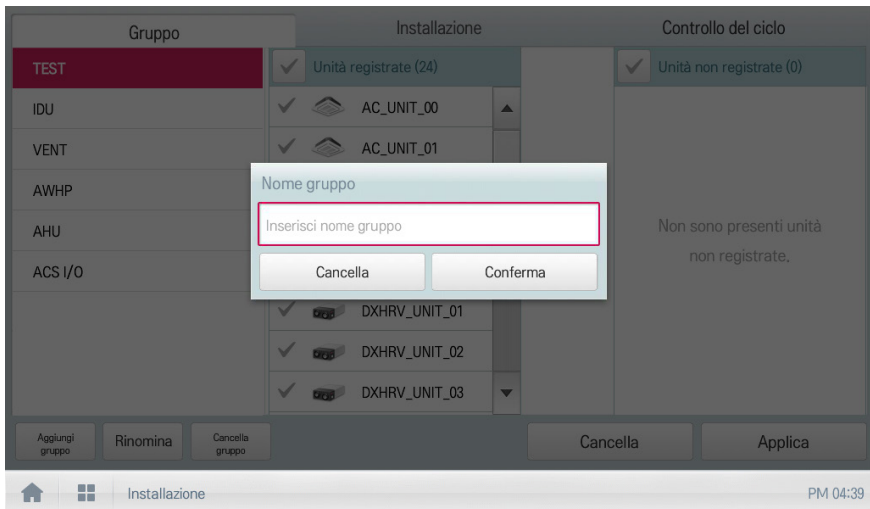 Gruppo
Installazione
Controllo del ciclo
TEST
IDU
VENT
AWHP
AHU
ACS I/O
Unità registrate (24)
AC_UNIT_00
AC_UNIT_01
DXHRV_UNIT_01
DXHRV_UNIT_02
DXHRV_UNIT_03
Unità non registrate (0)
Non sono presenti unità
non registrate.
Nome gruppo
Inserisci nome gruppo
Cancella
Conferma
Aggiungi
gruppo
Rinomina
Cancella
gruppo
Cancella
Applica
Installazione
PM 04:39